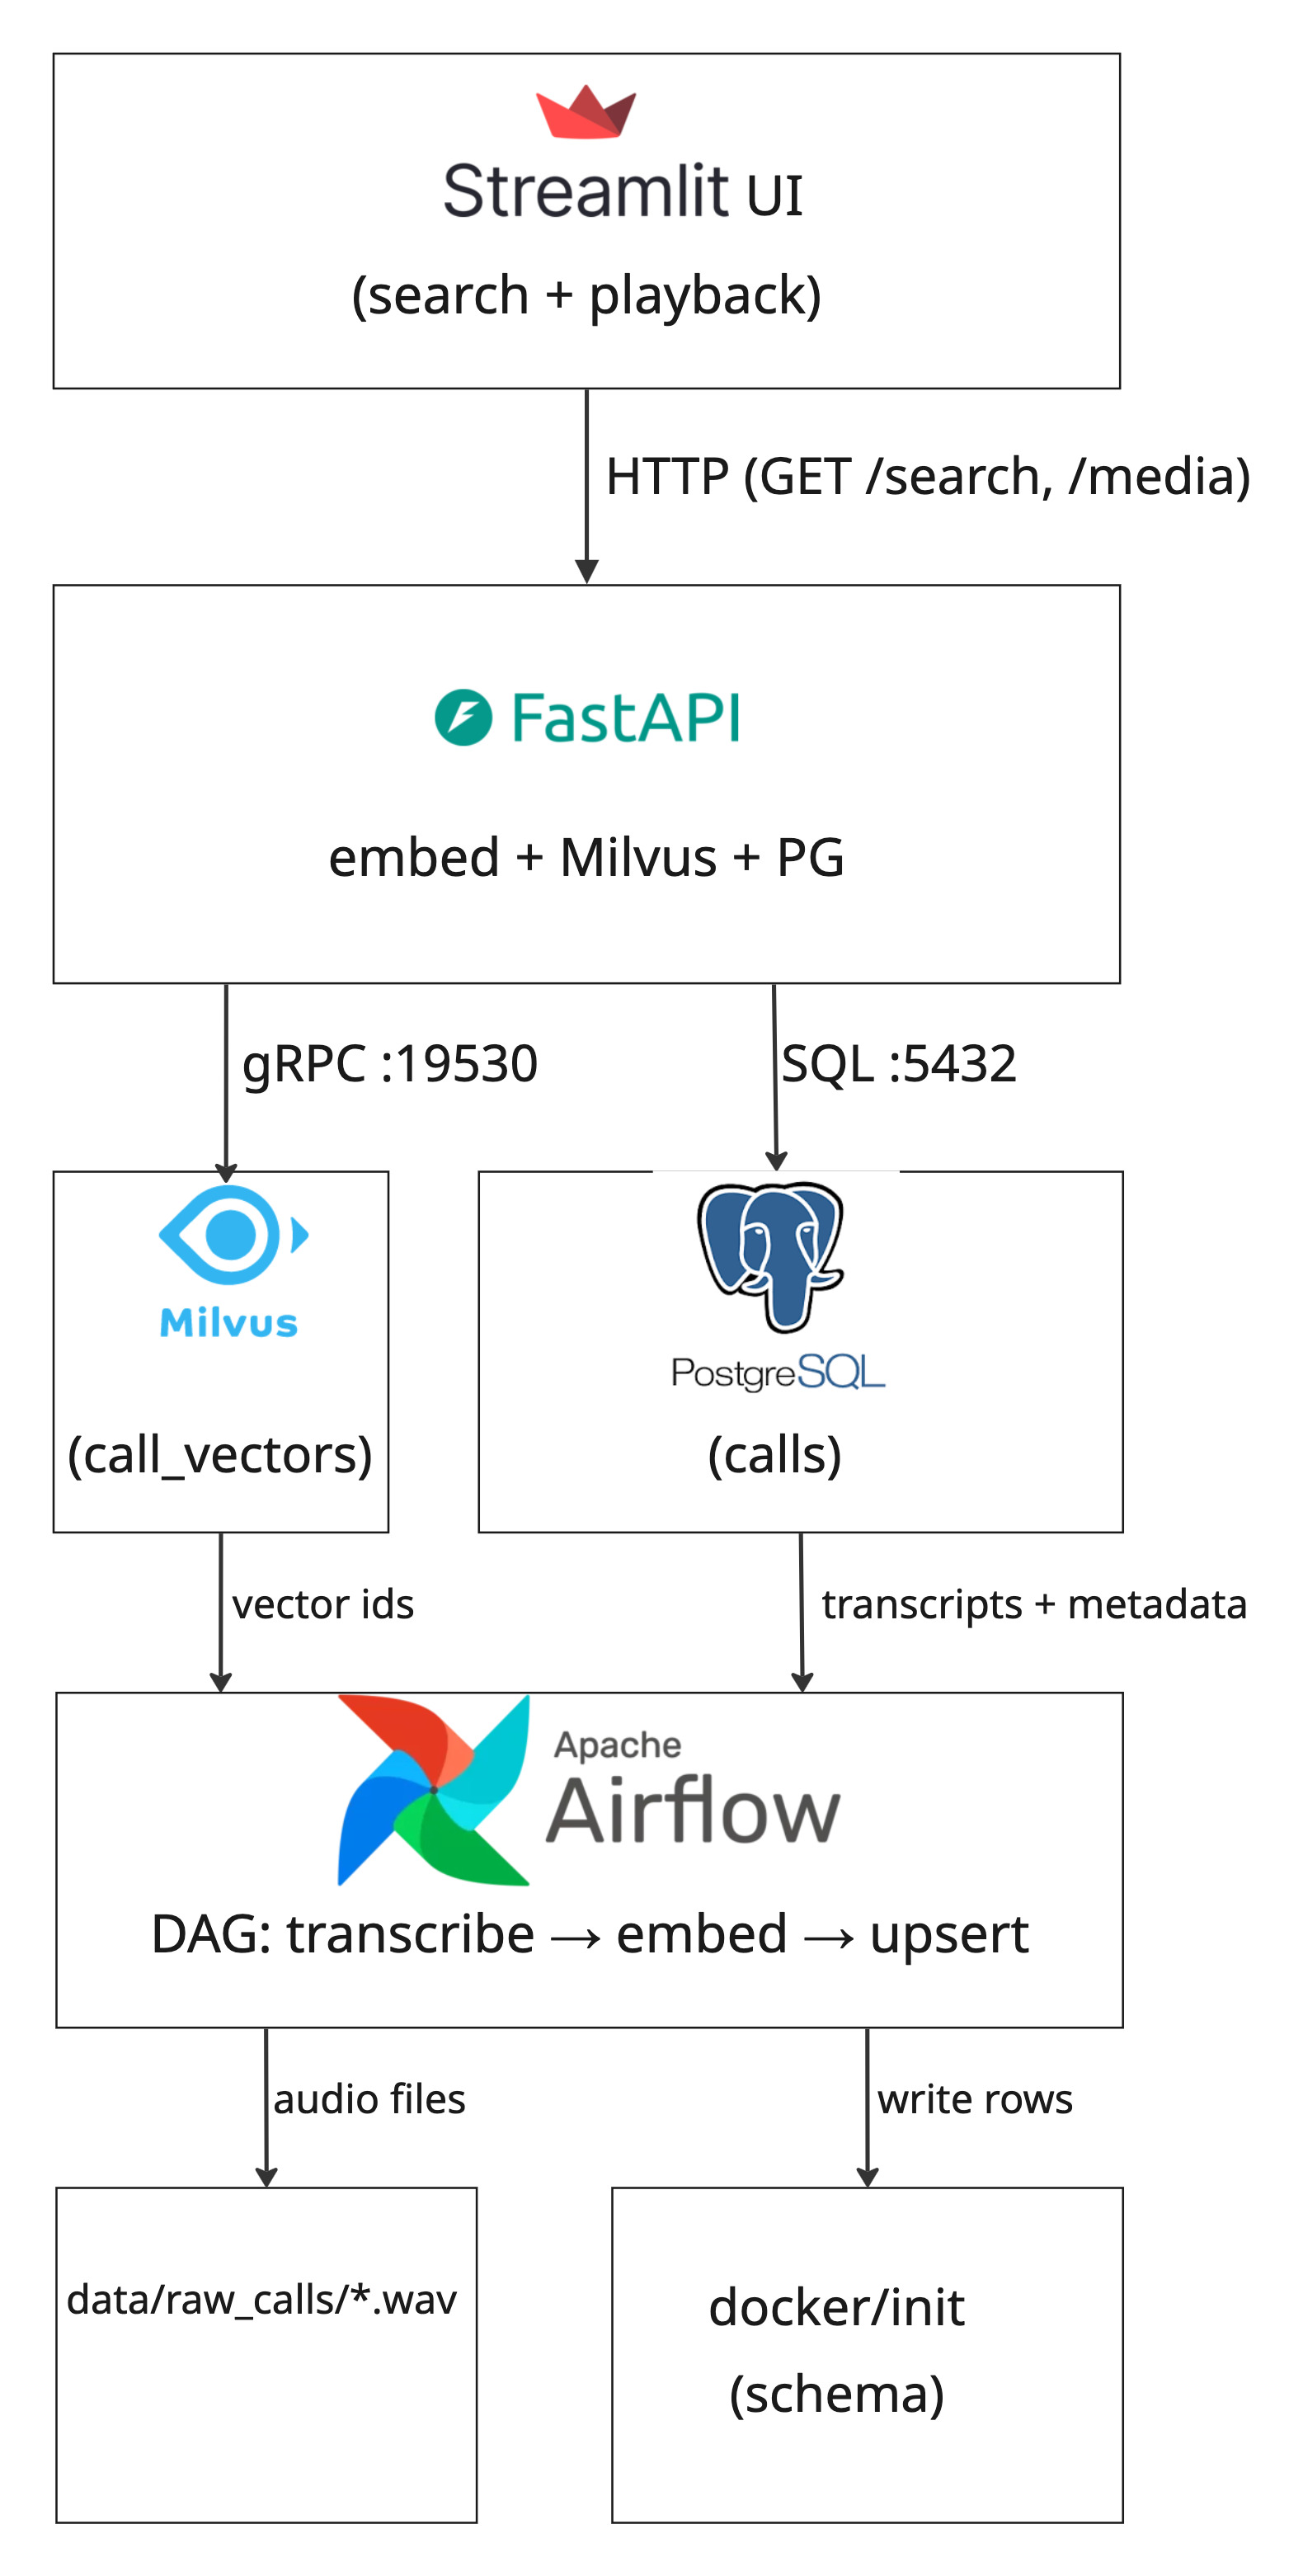 Streamlit UI
(search + playback)
HTTP (GET /search, /media)
FastAPI
embed + Milvus + PG
gRPC :19530
SQL :5432
Milvus
PostgreSQL
(call_vectors)
(calls)
vector ids
transcripts + metadata
Apache
Airflow
DAG: transcribe → embed → upsert
audio files
write rows
data/raw_calls/*.wav
docker/init
(schema)